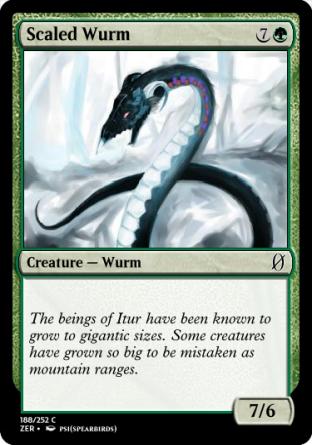 Scaled Wurm 7
Creature — Wurm
The beings of Itur have been known to
grow to gigantic sizes. Some creatures
have grown so big to be mistaken as
mountain ranges.
7/6
188/252 C
ZER • PSI(SPEARBIRDS)